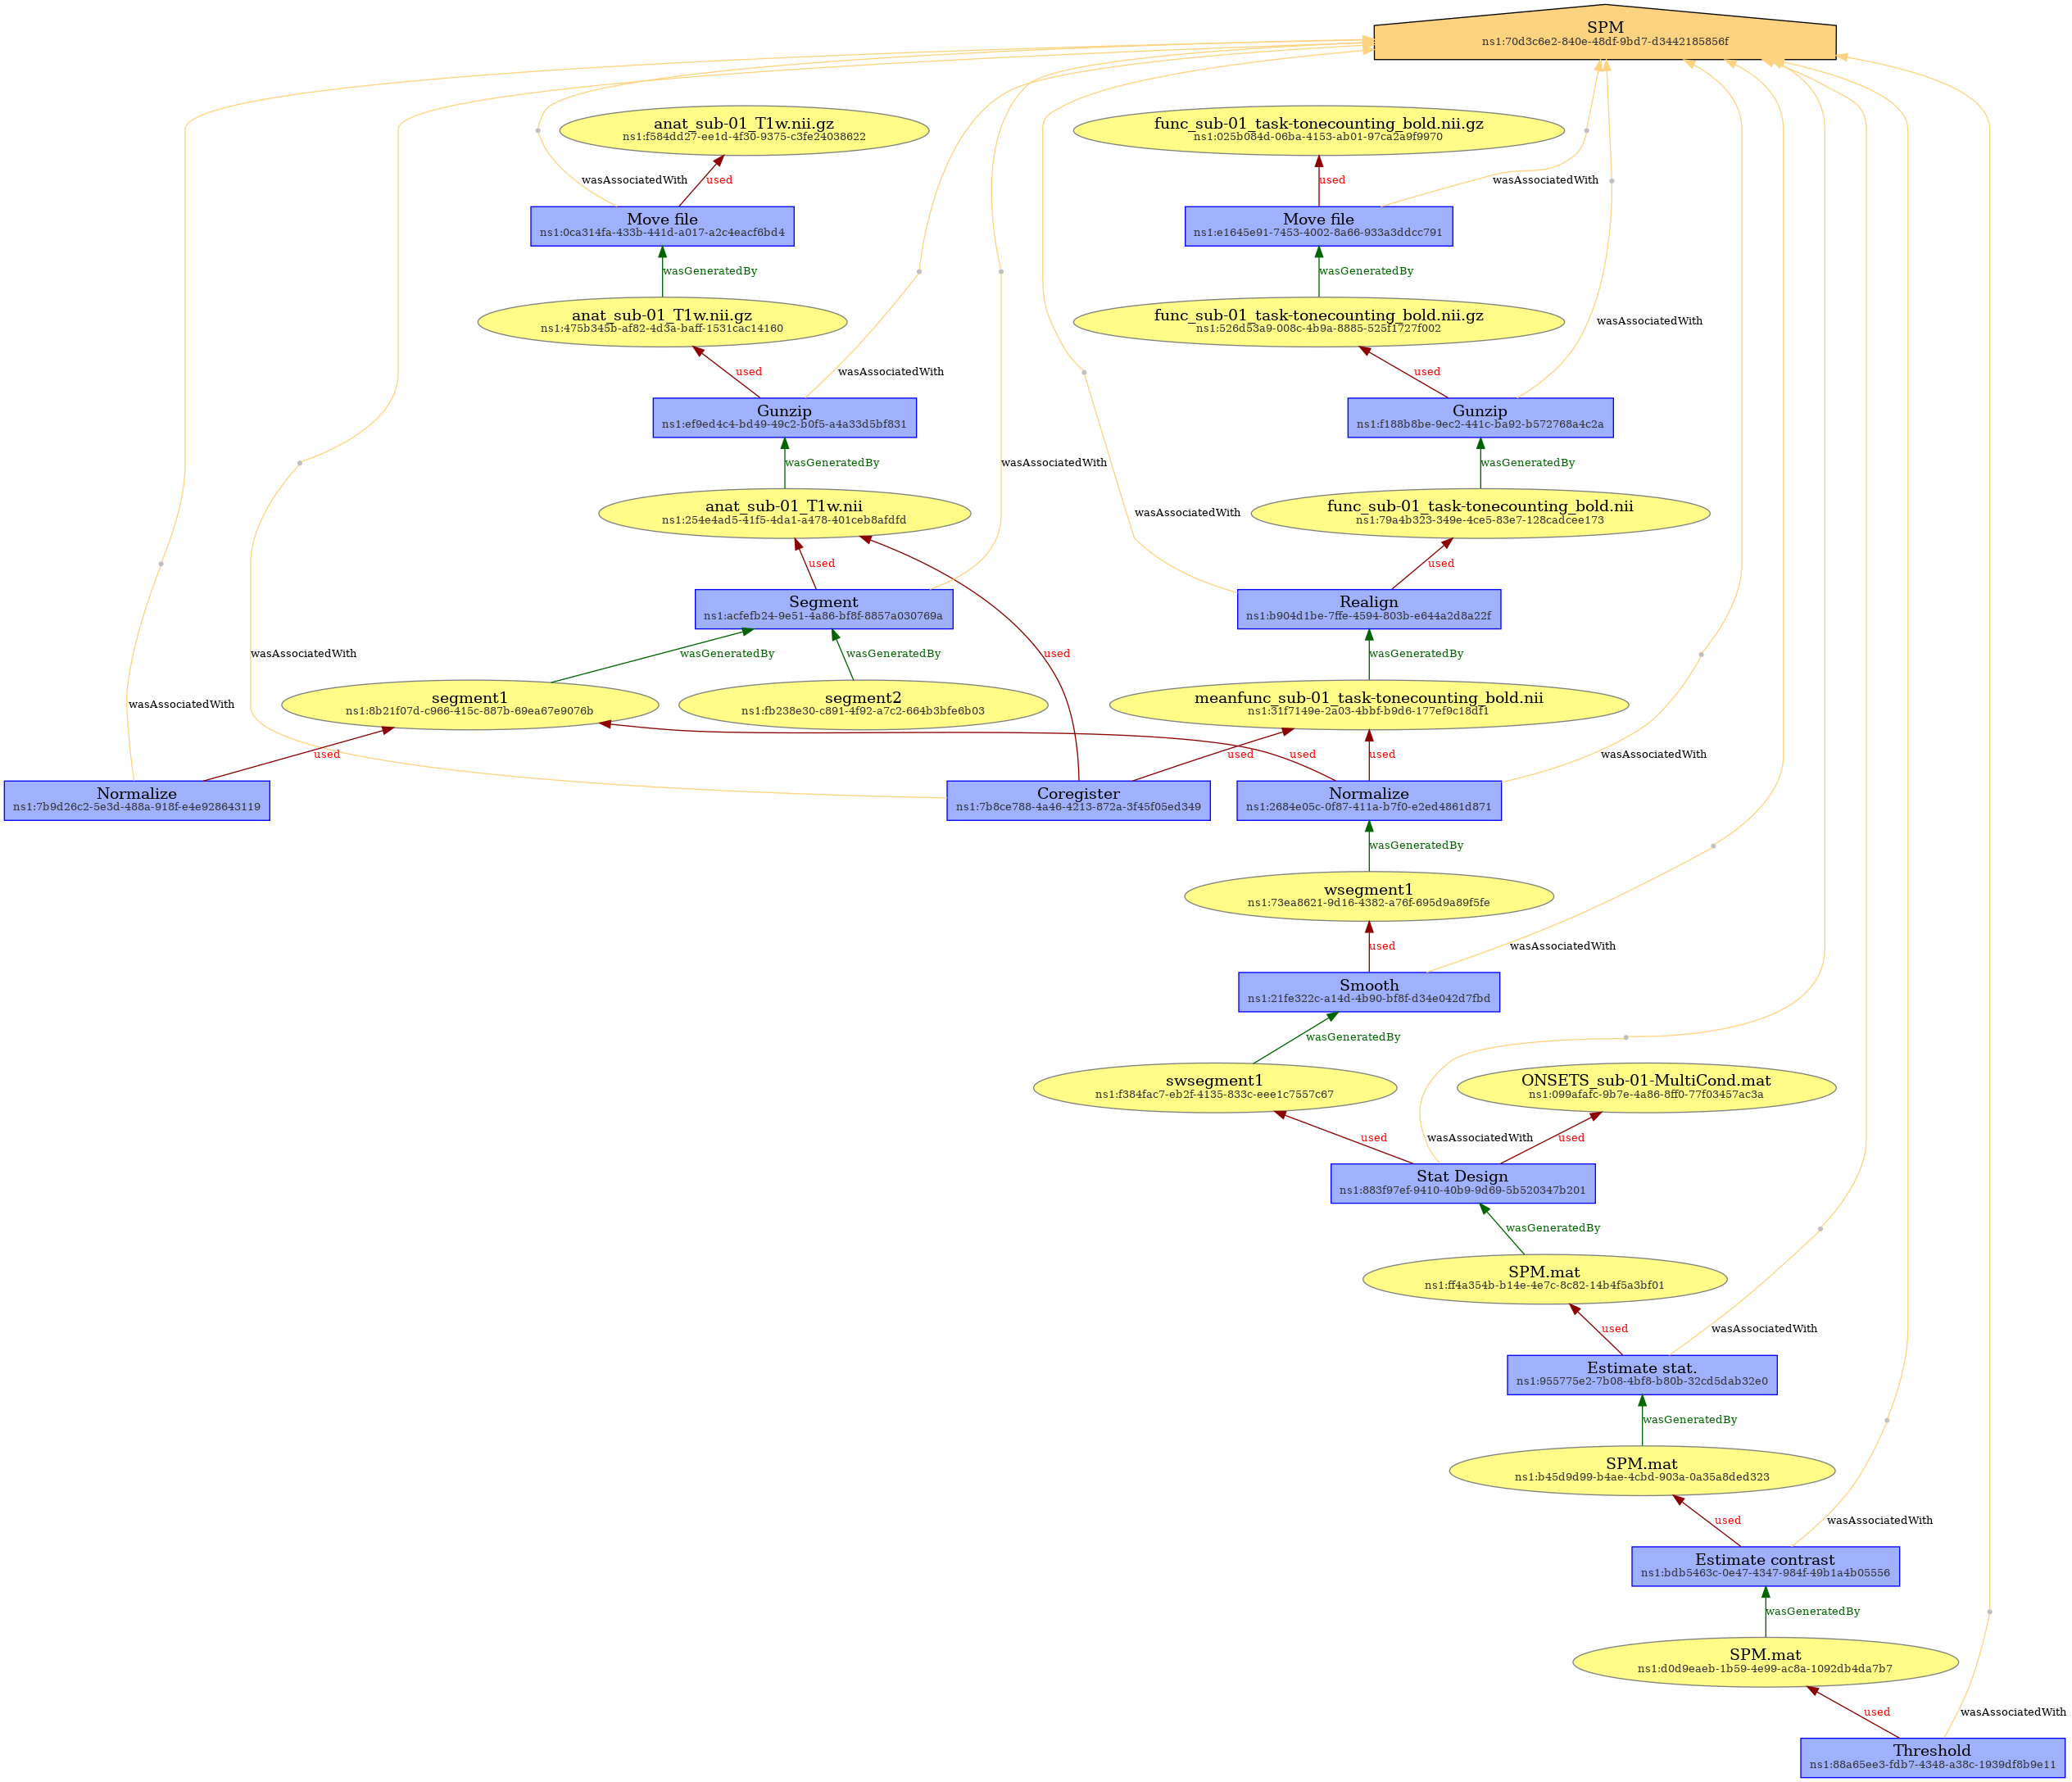 SPM
ns1:70d3c6e2-840e-48df-9bd7-d3442185856f
anat_sub-01_T1w.nii.gz
ns1:f584dd27-ee1d-4f30-9375-c3fe24038622
func_sub-01_task-tonecounting_bold.nii.gz
ns1:025b084d-06ba-4153-ab01-97ca2a9f9970
wasAssociatedWith
used
used
wasAssociatedWith
Move file
ns1:0ca314fa-433b-441d-a017-a2c4eacf6bd4
Move file
ns1:e1645e91-7453-4002-8a66-933a3ddcc791
wasGeneratedBy
wasGeneratedBy
anat_sub-01_T1w.nii.gz
ns1:475b345b-af82-4d3a-baff-1531cac14160
func_sub-01_task-tonecounting_bold.nii.gz
ns1:526d53a9-008c-4b9a-8885-525f1727f002
wasAssociatedWith
used
wasAssociatedWith
used
Gunzip
ns1:ef9ed4c4-bd49-49c2-b0f5-a4a33d5bf831
Gunzip
ns1:f188b8be-9ec2-441c-ba92-b572768a4c2a
wasGeneratedBy
wasAssociatedWith
wasGeneratedBy
anat_sub-01_T1w.nii
ns1:254e4ad5-41f5-4da1-a478-401ceb8afdfd
wasAssociatedWith
func_sub-01_task-tonecounting_bold.nii
ns1:79a4b323-349e-4ce5-83e7-128cadcee173
used
used
Segment
ns1:acfefb24-9e51-4a86-bf8f-8857a030769a
Realign
ns1:b904d1be-7ffe-4594-803b-e644a2d8a22f
wasAssociatedWith
wasGeneratedBy
wasGeneratedBy
used
wasGeneratedBy
wasAssociatedWith
segment1
ns1:8b21f07d-c966-415c-887b-69ea67e9076b
segment2
ns1:fb238e30-c891-4f92-a7c2-664b3bfe6b03
meanfunc_sub-01_task-tonecounting_bold.nii
ns1:31f7149e-2a03-4bbf-b9d6-177ef9c18df1
used
used
used
used
wasAssociatedWith
Normalize
ns1:7b9d26c2-5e3d-488a-918f-e4e928643119
Coregister
ns1:7b8ce788-4a46-4213-872a-3f45f05ed349
Normalize
ns1:2684e05c-0f87-411a-b7f0-e2ed4861d871
wasGeneratedBy
wsegment1
ns1:73ea8621-9d16-4382-a76f-695d9a89f5fe
used
wasAssociatedWith
Smooth
ns1:21fe322c-a14d-4b90-bf8f-d34e042d7fbd
wasGeneratedBy
swsegment1
ns1:f384fac7-eb2f-4135-833c-eee1c7557c67
ONSETS_sub-01-MultiCond.mat
ns1:099afafc-9b7e-4a86-8ff0-77f03457ac3a
used
wasAssociatedWith
used
Stat Design
ns1:883f97ef-9410-40b9-9d69-5b520347b201
wasGeneratedBy
SPM.mat
ns1:ff4a354b-b14e-4e7c-8c82-14b4f5a3bf01
used
wasAssociatedWith
Estimate stat.
ns1:955775e2-7b08-4bf8-b80b-32cd5dab32e0
wasGeneratedBy
SPM.mat
ns1:b45d9d99-b4ae-4cbd-903a-0a35a8ded323
used
wasAssociatedWith
Estimate contrast
ns1:bdb5463c-0e47-4347-984f-49b1a4b05556
wasGeneratedBy
SPM.mat
ns1:d0d9eaeb-1b59-4e99-ac8a-1092db4da7b7
used
wasAssociatedWith
Threshold
ns1:88a65ee3-fdb7-4348-a38c-1939df8b9e11